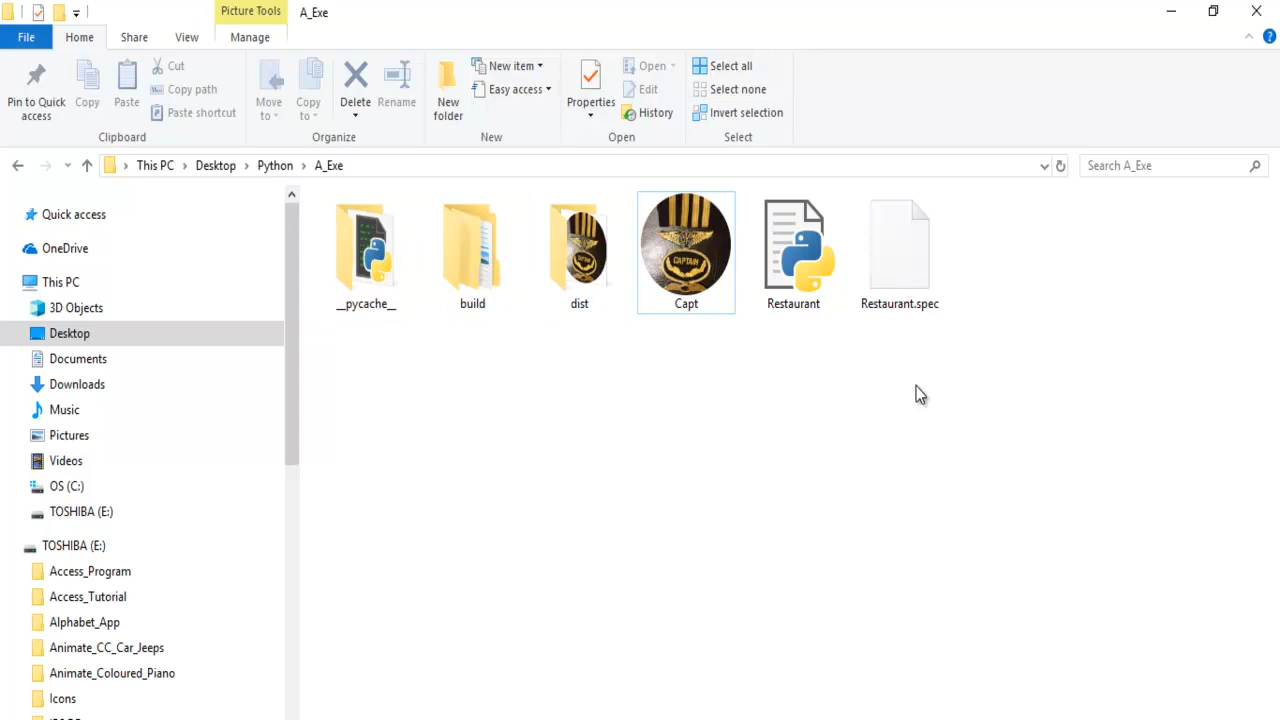 Picture Tools A_Exe
File Home Share View Manage
Pin to Quick access
Copy
Paste
Cut
Copy path
Paste shortcut
Clipboard
Move to
Copy to
Delete
Rename
Organize
New folder
New item
Easy access
New
Properties
Open
Edit
History
Open
Select all
Select none
Invert selection
Select
This PC > Desktop > Python > A_Exe
Search A_Exe
Quick access
OneDrive
This PC
3D Objects
Desktop
Documents
Downloads
Music
Pictures
Videos
OS (C:)
TOSHIBA (E:)
TOSHIBA (E:)
Access_Program
Access_Tutorial
Alphabet_App
Animate_CC_Car_Jeeps
Animate_Coloured_Piano
Icons
CAPTAIN
__pycache__
build
dist
Capt
Restaurant
Restaurant.spec